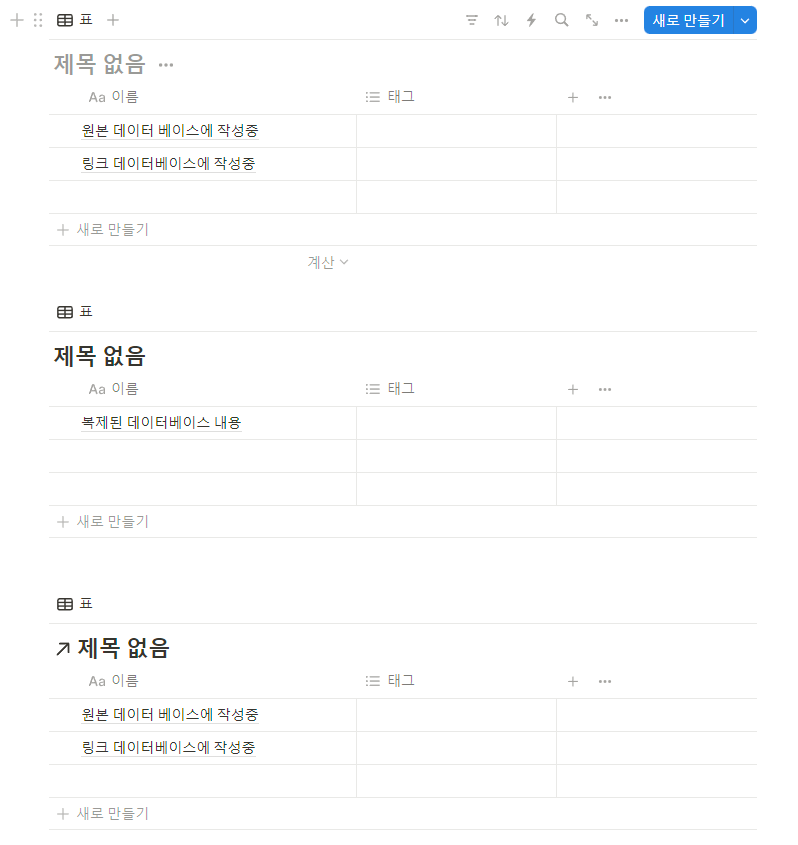 표
새로 만들기
제목 없음
Aa 이름 태그
원본 데이터 베이스에 작성중
링크 데이터베이스에 작성중
새로 만들기
계산
표
제목 없음
Aa 이름 태그
복제된 데이터베이스 내용
새로 만들기
표
제목 없음
Aa 이름 태그
원본 데이터 베이스에 작성중
링크 데이터베이스에 작성중
새로 만들기